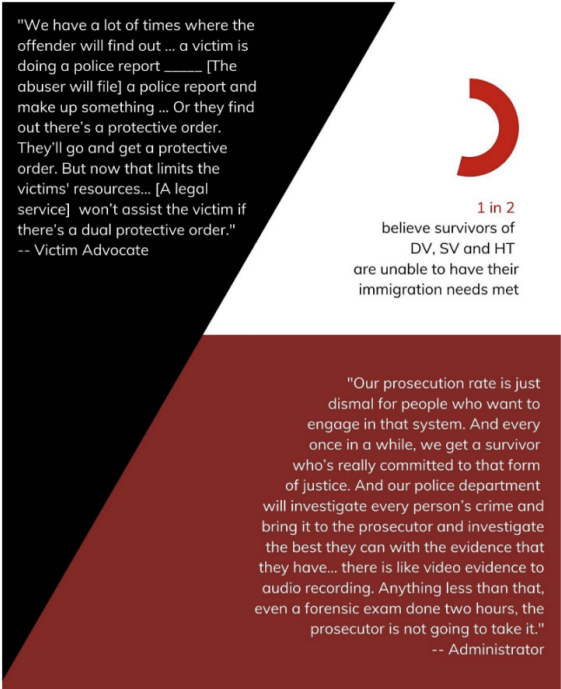 "We have a lot of times where the
offender will find out ... a victim is
doing a police report _____ [The
abuser will file] a police report and
make up something ... Or they find
out there's a protective order.
They'll go and get a protective
order. But now that limits the
victims' resources... [A legal
service]  won't assist the victim if
there's a dual protective order."
-- Victim Advocate
1 in 2
believe survivors of
DV, SV and HT
are unable to have their
immigration needs met
"Our prosecution rate is just
dismal for people who want to
engage in that system. And every
once in a while, we get a survivor
who's really committed to that form
of justice. And our police department
will investigate every person's crime and
bring it to the prosecutor and investigate
the best they can with the evidence that
they have... there is like video evidence to
audio recording. Anything less than that,
even a forensic exam done two hours, the
prosecutor is not going to take it."
-- Administrator